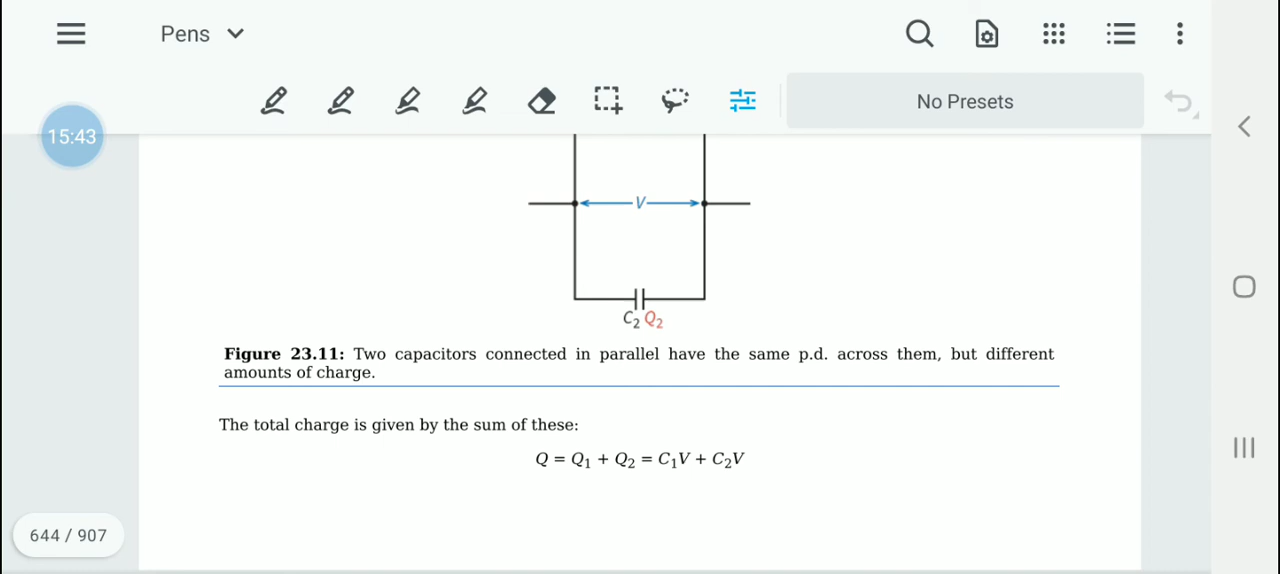 Pens
No Presets
15:43
V
C₂ Q₂
Figure 23.11: Two capacitors connected in parallel have the same p.d. across them, but different
amounts of charge.
The total charge is given by the sum of these:
Q = Q₁ + Q₂ = C₁V + C₂V
644 / 907